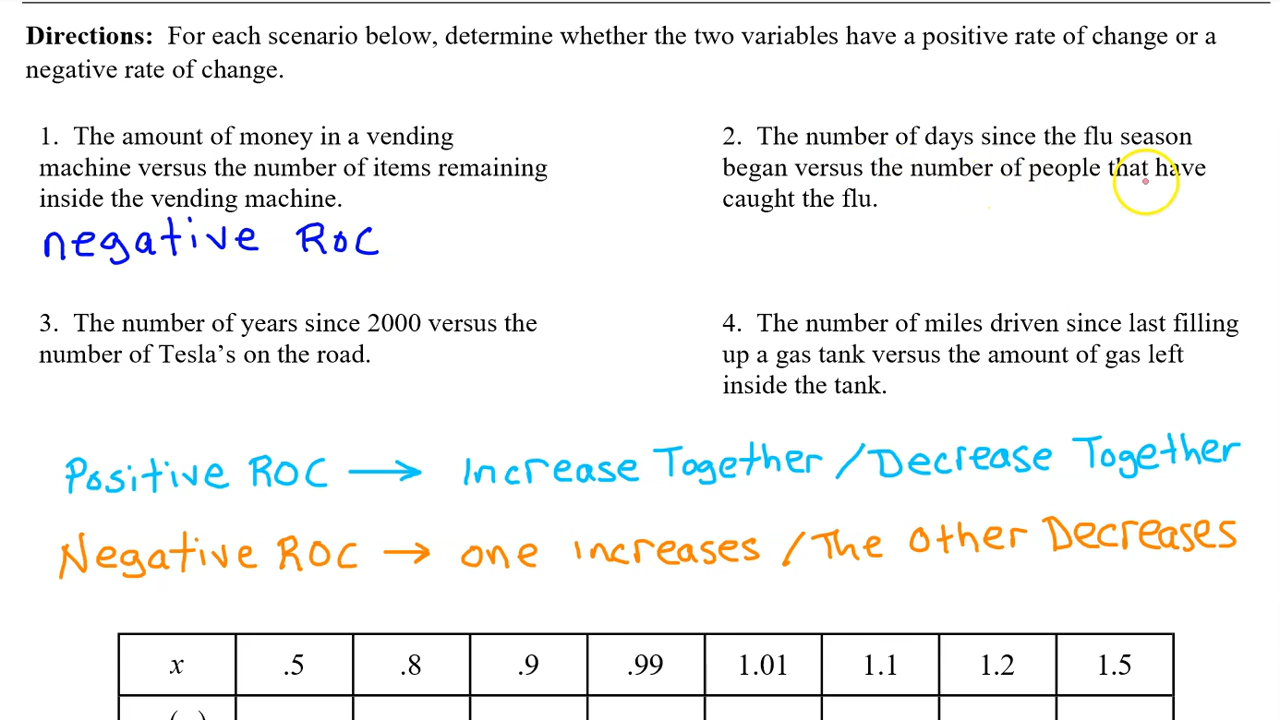 Directions: For each scenario below, determine whether the two variables have a positive rate of change or a
negative rate of change.
1. The amount of money in a vending
machine versus the number of items remaining
inside the vending machine.
negative ROC
2. The number of days since the flu season
began versus the number of people that have
caught the flu.
3. The number of years since 2000 versus the
number of Tesla's on the road.
4. The number of miles driven since last filling
up a gas tank versus the amount of gas left
inside the tank.
Positive ROC → Increase Together / Decrease Together
Negative ROC → one increases / The Other Decreases
x .5 .8 .9 .99 1.01 1.1 1.2 1.5